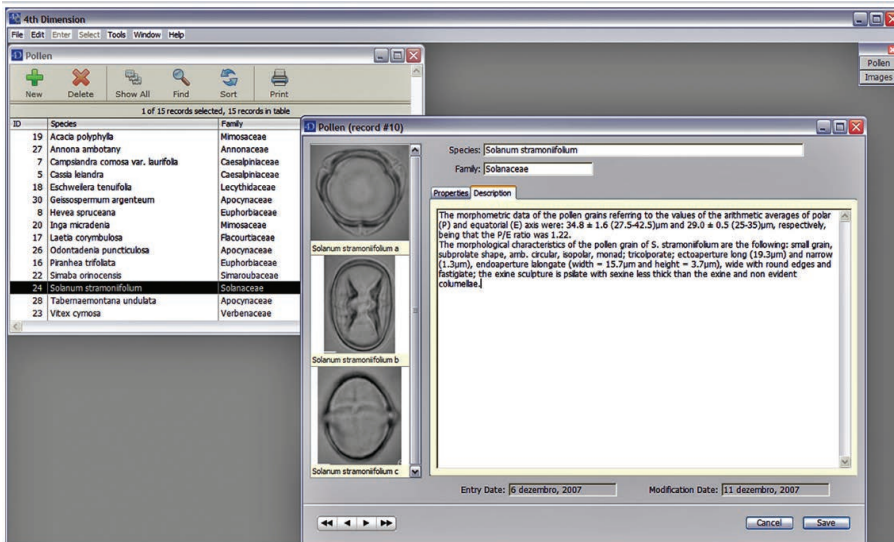 4th Dimension
File Edit Enter Select Tools Window Help
Pollen
New Delete Show All Find Sort Print
1 of 15 records selected, 15 records in table
ID Species Family
19 Acacia polyphylla Mimosaceae
27 Annona ambotany Annonaceae
7 Campsiandra comosa var. laurifolia Caesalpiniaceae
5 Cassia leiandra Caesalpiniaceae
18 Eschweilera tenuifolia Lecythidaceae
30 Geissospermum argenteum Apocynaceae
8 Hevea spruceana Euphorbiaceae
20 Inga micradenia Mimosaceae
17 Laetia corymbulosa Flacourtiaceae
26 Odontadenia puncticulosa Apocynaceae
16 Piranhea trifoliata Euphorbiaceae
22 Simaba orinocensis Simaroubaceae
24 Solanum stramoniifolium Solanaceae
28 Tabernaemontana undulata Apocynaceae
23 Vitex cymosa Verbenaceae
Pollen
Images
Pollen (record #10)
Solanum stramoniifolium a
Solanum stramoniifolium b
Solanum stramoniifolium c
Species: Solanum stramoniifolium
Family: Solanaceae
Properties Description
The morphometric data of the pollen grains referring to the values of the arithmetic averages of polar
(P) and equatorial (E) axis were: 34.8 ± 1.6 (27.5-42.5)µm and 29.0 ± 0.5 (25-35)µm, respectively,
being that the P/E ratio was 1.22.
The morphological characteristics of the pollen grain of S. stramoniifolium are the following: small grain,
subprolate shape, amb. circular, isopolar, monad; tricolporate; ectoaperture long (19.3µm) and narrow
(1.3µm), endoaperture lalongate (width = 15.7µm and height = 3.7µm), wide with round edges and
fastigiate; the exine sculpture is psilate with sexine less thick than the exine and non evident
columellae.
Entry Date: 6 dezembro, 2007 Modification Date: 11 dezembro, 2007
Cancel Save